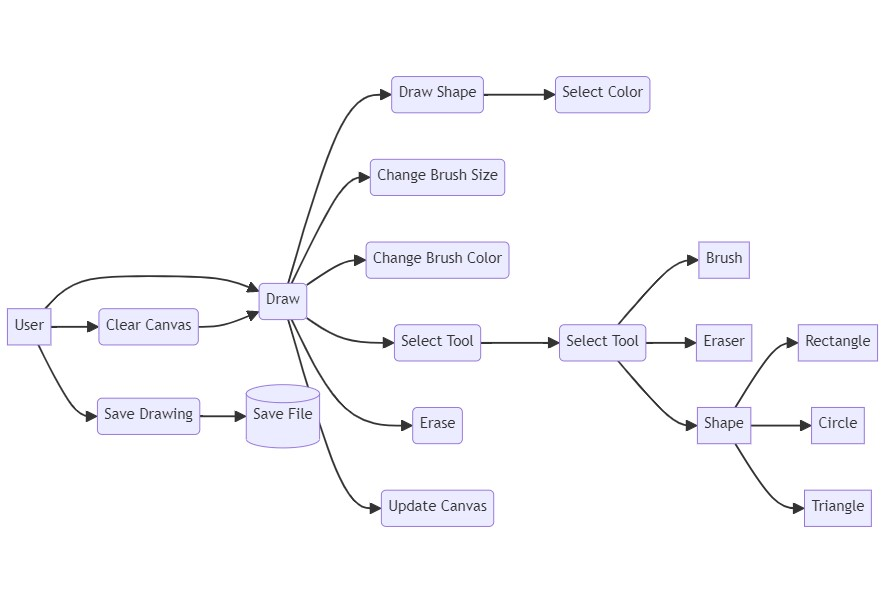 Draw Shape
Select Color
Change Brush Size
Change Brush Color
Brush
Draw
User
Clear Canvas
Select Tool
Select Tool
Eraser
Rectangle
Save Drawing
Save File
Erase
Shape
Circle
Update Canvas
Triangle